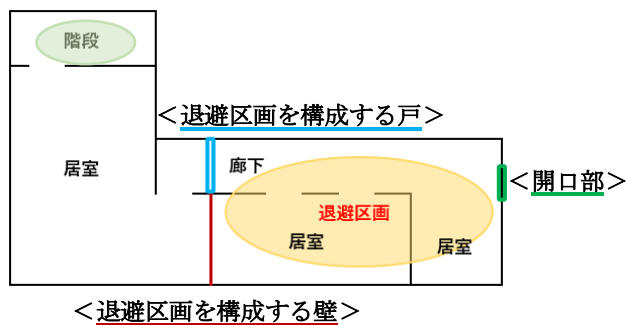 階段
＜退避区画を構成する戸＞
居室
廊下
＜開口部＞
退避区画
居室
居室
＜退避区画を構成する壁＞